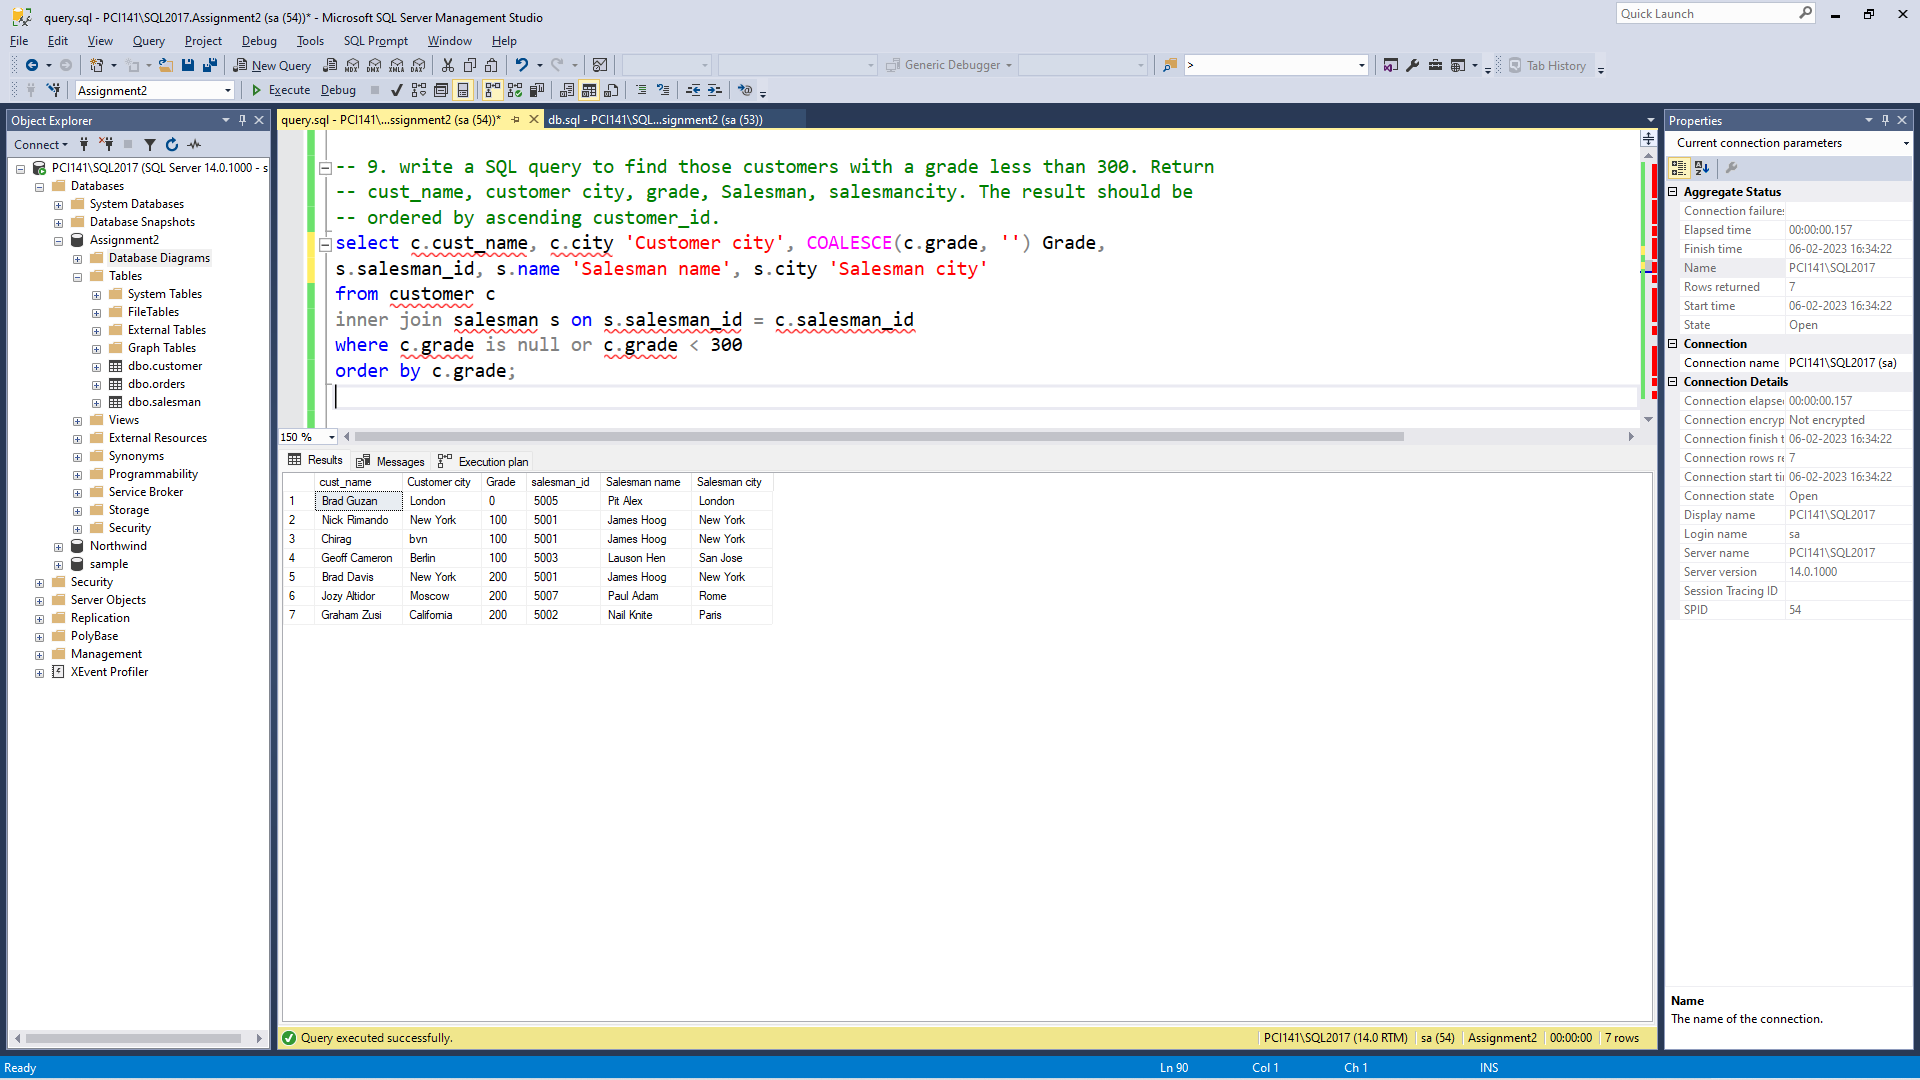 query.sql - PCI141\SQL2017.Assignment2 (sa (54))* - Microsoft SQL Server Management Studio
Quick Launch
File Edit View Query Project Debug Tools SQL Prompt Window Help
New Query MDX DMX XMLA DAX Generic Debugger > Tab History
Assignment2 Execute Debug
Object Explorer
Connect
PCI141\SQL2017 (SQL Server 14.0.1000 - s
Databases
System Databases
Database Snapshots
Assignment2
Database Diagrams
Tables
System Tables
FileTables
External Tables
Graph Tables
dbo.customer
dbo.orders
dbo.salesman
Views
External Resources
Synonyms
Programmability
Service Broker
Storage
Security
Northwind
sample
Security
Server Objects
Replication
PolyBase
Management
XEvent Profiler
query.sql - PCI141\...ssignment2 (sa (54))* db.sql - PCI141\SQL...signment2 (sa (53))
-- 9. write a SQL query to find those customers with a grade less than 300. Return
-- cust_name, customer city, grade, Salesman, salesmancity. The result should be
-- ordered by ascending customer_id.
select c.cust_name, c.city 'Customer city', COALESCE(c.grade, '') Grade,
s.salesman_id, s.name 'Salesman name', s.city 'Salesman city'
from customer c
inner join salesman s on s.salesman_id = c.salesman_id
where c.grade is null or c.grade < 300
order by c.grade;
150 %
Results Messages Execution plan
cust_name Customer city Grade salesman_id Salesman name Salesman city
1 Brad Guzan London 0 5005 Pit Alex London
2 Nick Rimando New York 100 5001 James Hoog New York
3 Chirag bvn 100 5001 James Hoog New York
4 Geoff Cameron Berlin 100 5003 Lauson Hen San Jose
5 Brad Davis New York 200 5001 James Hoog New York
6 Jozy Altidor Moscow 200 5007 Paul Adam Rome
7 Graham Zusi California 200 5002 Nail Knite Paris
Query executed successfully. PCI141\SQL2017 (14.0 RTM) sa (54) Assignment2 00:00:00 7 rows
Properties
Current connection parameters
Aggregate Status
Connection failures
Elapsed time 00:00:00.157
Finish time 06-02-2023 16:34:22
Name PCI141\SQL2017
Rows returned 7
Start time 06-02-2023 16:34:22
State Open
Connection
Connection name PCI141\SQL2017 (sa)
Connection Details
Connection elapse 00:00:00.157
Connection encryp Not encrypted
Connection finish t 06-02-2023 16:34:22
Connection rows re 7
Connection start ti 06-02-2023 16:34:22
Connection state Open
Display name PCI141\SQL2017
Login name sa
Server name PCI141\SQL2017
Server version 14.0.1000
Session Tracing ID
SPID 54
Name
The name of the connection.
Ready Ln 90 Col 1 Ch 1 INS